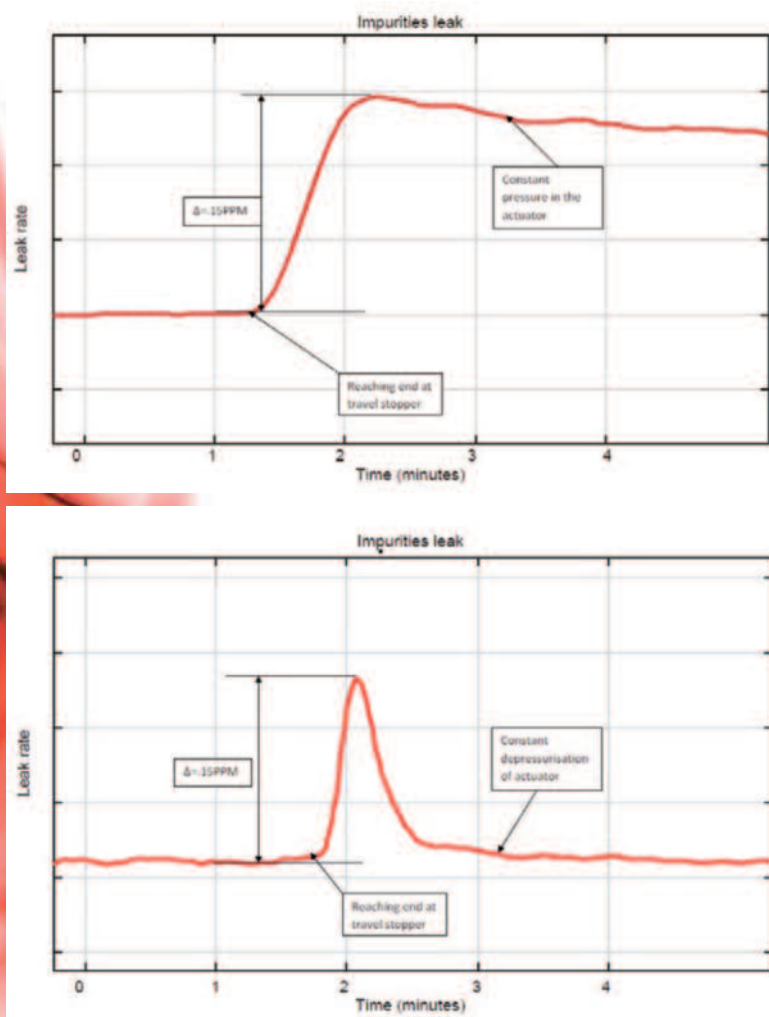 Impurities leak
Leak rate
Δ=.15PPM
Constant
pressure in the
actuator
Reaching end at
travel stopper
0 1 2 3 4
Time (minutes)
Impurities leak
Leak rate
Δ=.15PPM
Constant
depressurisation
of actuator
Reaching end at
travel stopper
0 1 2 3 4
Time (minutes)